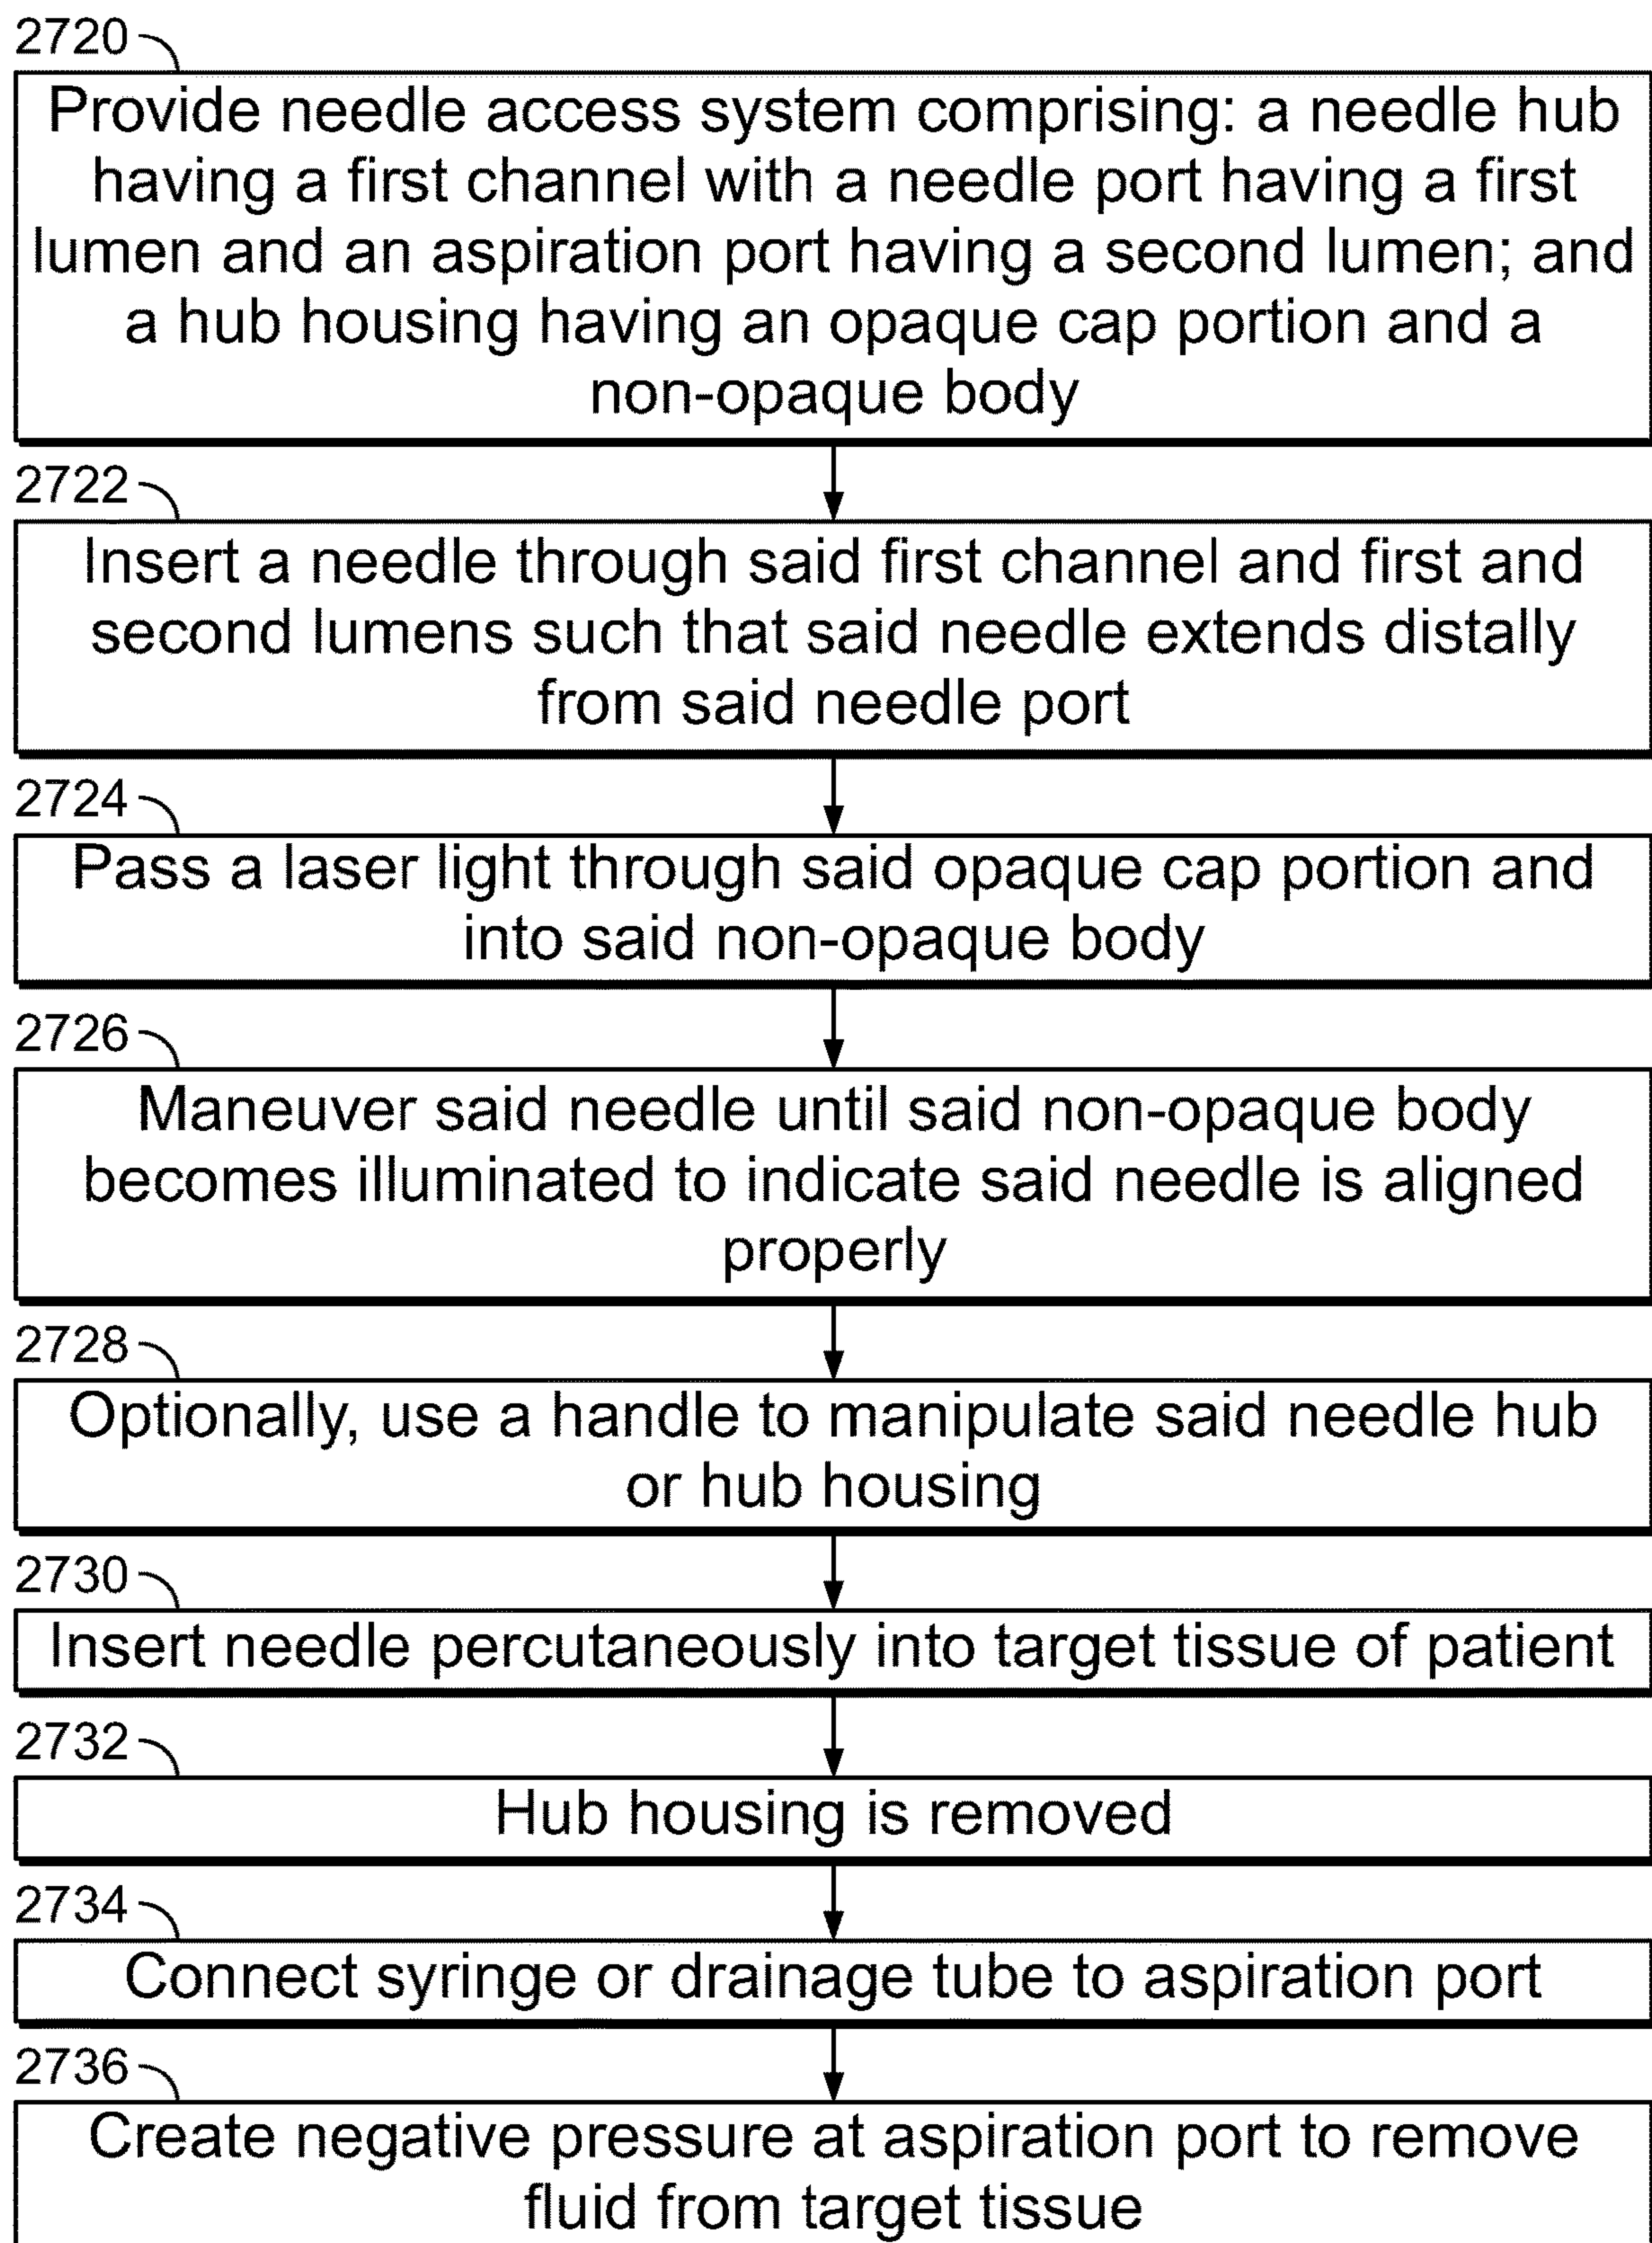 2720
Provide needle access system comprising: a needle hub
having a first channel with a needle port having a first
lumen and an aspiration port having a second lumen; and
a hub housing having an opaque cap portion and a
non-opaque body
2722
Insert a needle through said first channel and first and
second lumens such that said needle extends distally
from said needle port
2724
Pass a laser light through said opaque cap portion and
into said non-opaque body
2726
Maneuver said needle until said non-opaque body
becomes illuminated to indicate said needle is aligned
properly
2728
Optionally, use a handle to manipulate said needle hub
or hub housing
2730
Insert needle percutaneously into target tissue of patient
2732
Hub housing is removed
2734
Connect syringe or drainage tube to aspiration port
2736
Create negative pressure at aspiration port to remove
fluid from target tissue